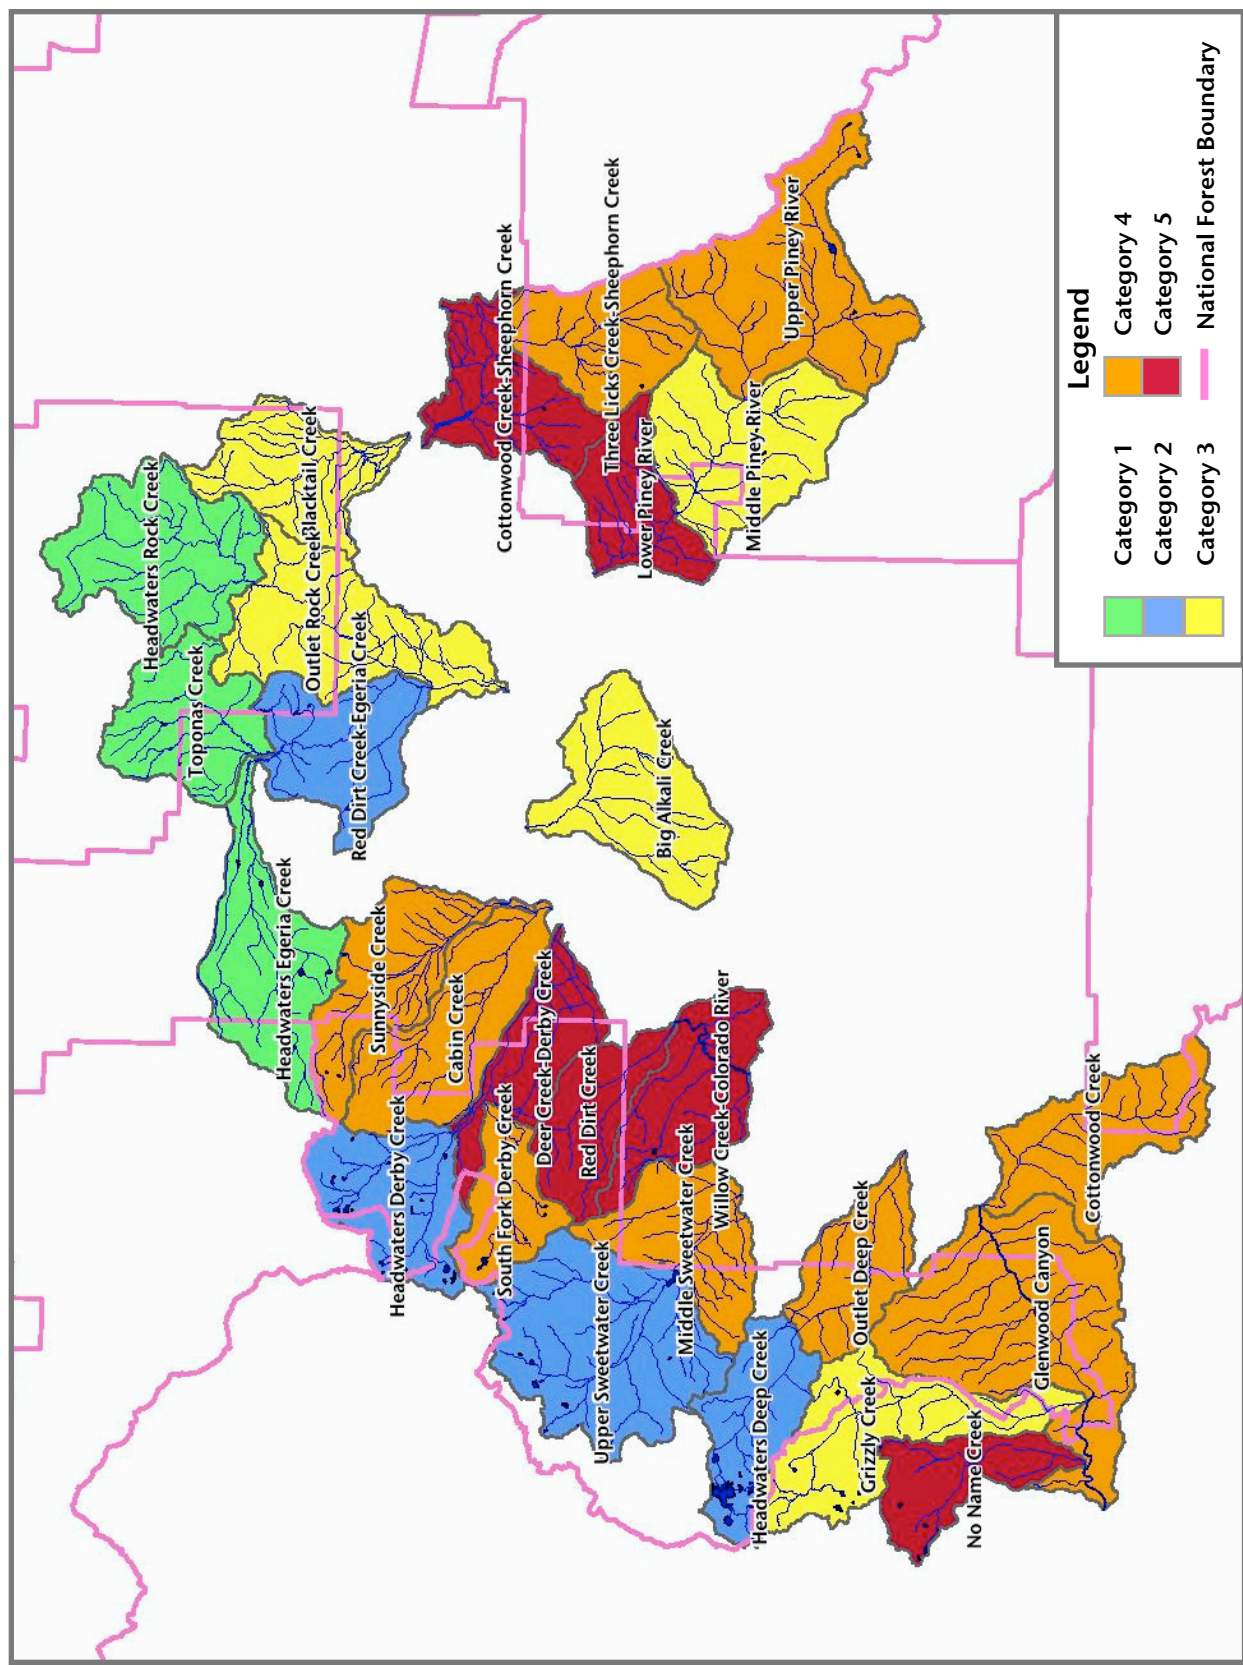 Headwaters Rock Creek
Toponas Creek
Blacktail Creek
Outlet Rock Creek
Red Dirt Creek-Egeria Creek
Headwaters Egeria Creek
Sunnyside Creek
Cabin Creek
Headwaters Derby Creek
Cottonwood Creek-Sheephorn Creek
Three Licks Creek-Sheephorn Creek
Lower Piney River
Middle Piney River
Upper Piney River
Big Alkali Creek
Deer Creek-Derby Creek
South Fork Derby Creek
Red Dirt Creek
Upper Sweetwater Creek
Middle Sweetwater Creek
Willow Creek-Colorado River
Headwaters Deep Creek
Outlet Deep Creek
Grizzly Creek
No Name Creek
Glenwood Canyon
Cottonwood Creek
Legend
Category 1
Category 2
Category 3
Category 4
Category 5
National Forest Boundary